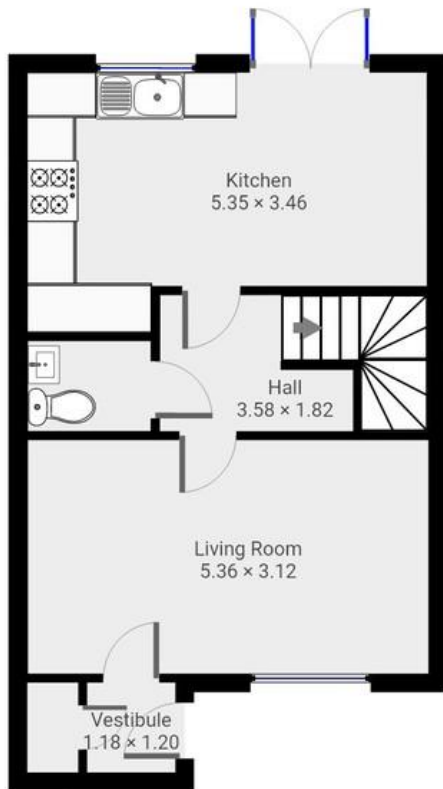 Kitchen
5.35 × 3.46
Hall
3.58 × 1.82
Living Room
5.36 × 3.12
Vestibule
1.18 × 1.20